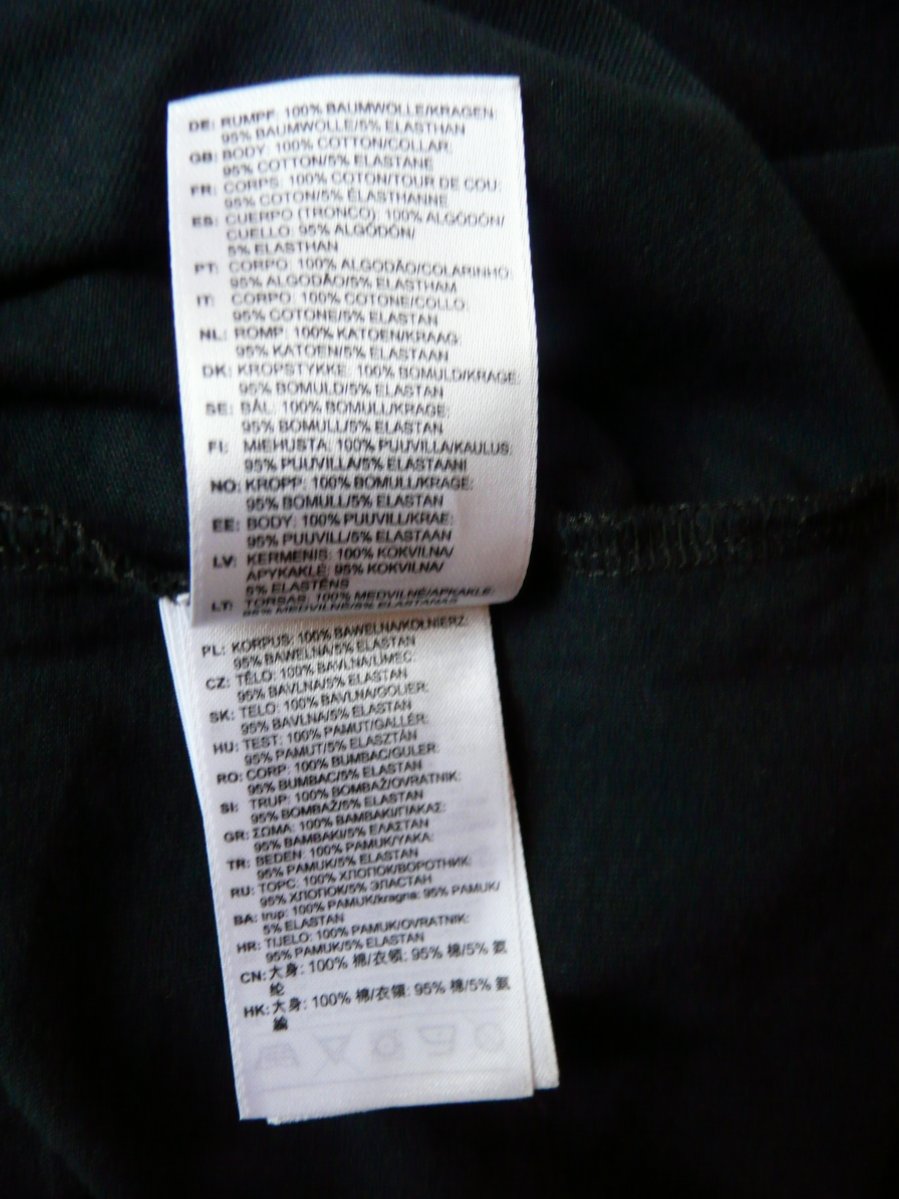 DE: RUMPF: 100% BAUMWOLLE/KRAGEN:
95% BAUMWOLLE/5% ELASTHAN
GB: BODY: 100% COTTON/COLLAR:
95% COTTON/5% ELASTANE
FR: CORPS: 100% COTON/TOUR DE COU:
95% COTON/5% ÉLASTHANNE
ES: CUERPO (TRONCO): 100% ALGODÓN/
CUELLO: 95% ALGODÓN/
5% ELASTHAN
PT: CORPO: 100% ALGODÃO/COLARINHO:
95% ALGODÃO/5% ELASTHAM
IT: CORPO: 100% COTONE/COLLO:
95% COTONE/5% ELASTAN
NL: ROMP: 100% KATOEN/KRAAG:
95% KATOEN/5% ELASTAAN
DK: KROPSTYKKE: 100% BOMULD/KRAGE:
95% BOMULD/5% ELASTAN
SE: BÅL: 100% BOMULL/KRAGE:
95% BOMULL/5% ELASTAN
FI: MIEHUSTA: 100% PUUVILLA/KAULUS:
95% PUUVILLA/5% ELASTAANI
NO: KROPP: 100% BOMULL/KRAGE:
95% BOMULL/5% ELASTAN
EE: BODY: 100% PUUVILL/KRAE:
95% PUUVILL/5% ELASTAAN
LV: KERMENIS: 100% KOKVILNA/
APYKAKLE: 95% KOKVILNA/
5% ELASTĒNS
LT: TORSAS: 100% MEDVILNĖ/APIKAKLE:
95% MEDVILNĖ/5% ELASTANAS
PL: KORPUS: 100% BAWEŁNA/KOŁNIERZ:
95% BAWEŁNA/5% ELASTAN
CZ: TĚLO: 100% BAVLNA/LÍMEC:
95% BAVLNA/5% ELASTAN
SK: TELO: 100% BAVLNA/GOLIER:
95% BAVLNA/5% ELASTAN
HU: TEST: 100% PAMUT/GALLÉR:
95% PAMUT/5% ELASZTÁN
RO: CORP: 100% BUMBAC/GULER:
95% BUMBAC/5% ELASTAN
SI: TRUP: 100% BOMBAŽ/OVRATNIK:
95% BOMBAŽ/5% ELASTAN
GR: ΣΩΜΑ: 100% ΒΑΜΒΑΚΙ/ΓΙΑΚΑΣ:
95% ΒΑΜΒΑΚΙ/5% ΕΛΑΣΤΑΝ
TR: BEDEN: 100% PAMUK/YAKA:
95% PAMUK/5% ELASTAN
RU: ТОРС: 100% ХЛОПОК/ВОРОТНИК:
95% ХЛОПОК/5% ЭЛАСТАН
BA: trup: 100% PAMUK/kragna: 95% PAMUK/
5% ELASTAN
HR: TIJELO: 100% PAMUK/OVRATNIK:
95% PAMUK/5% ELASTAN
CN: 大身: 100% 棉/衣领: 95% 棉/5% 氨
纶
HK: 大身: 100% 棉/衣領: 95% 棉/5% 氨
綸